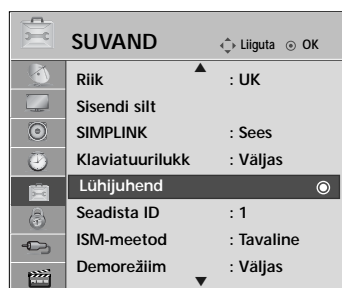 SUVAND Liiguta OK
Riik : UK
Sisendi silt
SIMPLINK : Sees
Klaviatuurilukk : Väljas
Lühijuhend
Seadista ID : 1
ISM-meetod : Tavaline
Demorežiim : Väljas